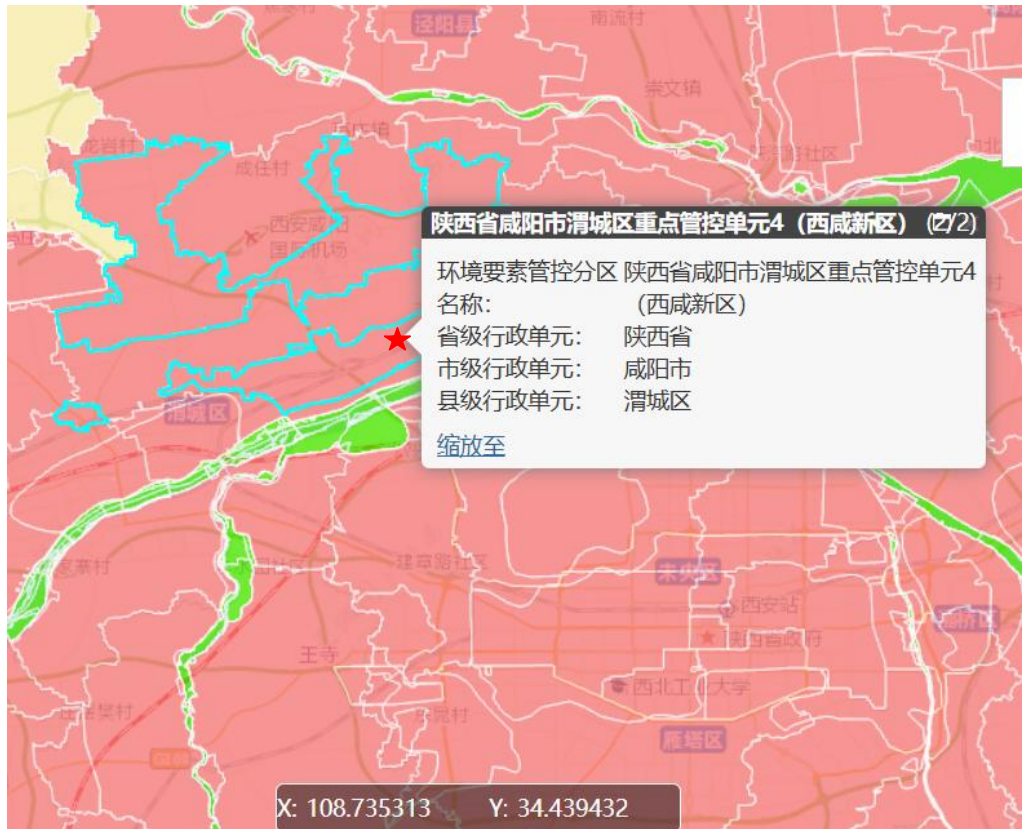 泾阳县
南流村
崇文镇
龙岩村
成任村
西安咸阳
国际机场
陕西省咸阳市渭城区重点管控单元4（西咸新区） (2/2)
环境要素管控分区 陕西省咸阳市渭城区重点管控单元4
名称： （西咸新区）
省级行政单元： 陕西省
市级行政单元： 咸阳市
县级行政单元： 渭城区
缩放至
渭城区
建章路社区
未央区
西安站
灞桥区
陕西省政府
王寺
西北工业大学
雁塔区
X: 108.735313 Y: 34.439432